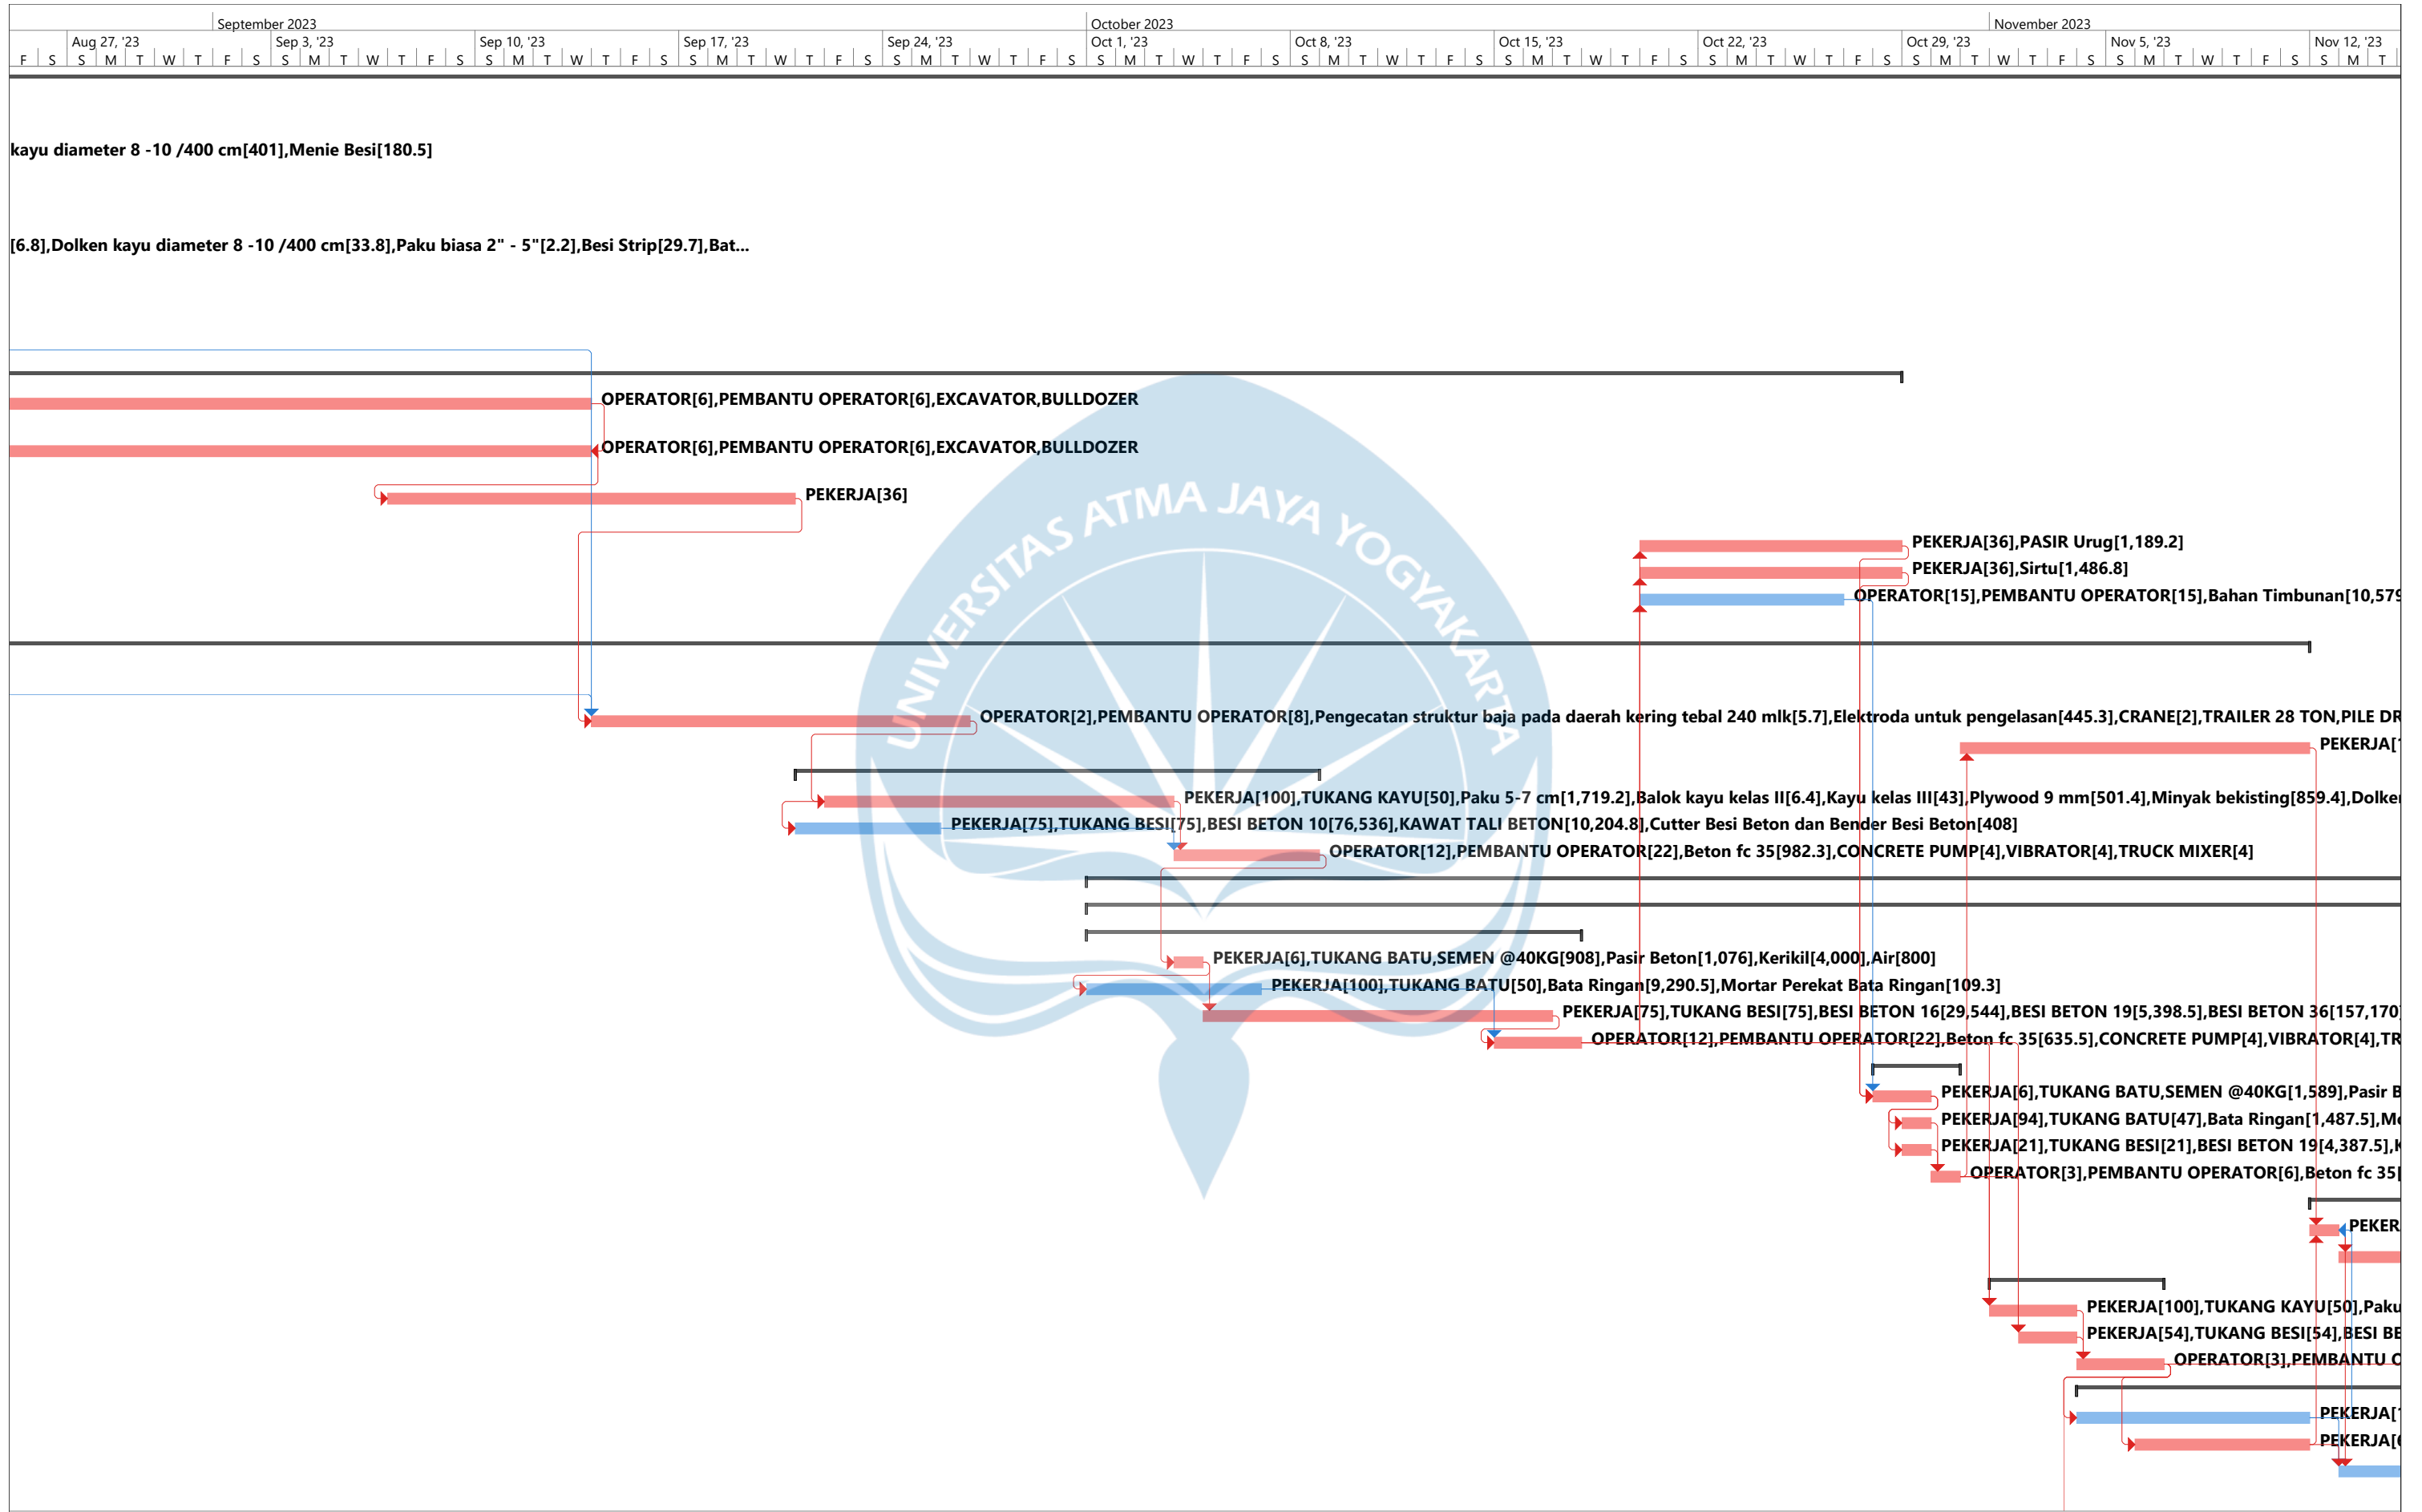 September 2023 October 2023 November 2023
Aug 27, '23 Sep 3, '23 Sep 10, '23 Sep 17, '23 Sep 24, '23 Oct 1, '23 Oct 8, '23 Oct 15, '23 Oct 22, '23 Oct 29, '23 Nov 5, '23 Nov 12, '23
F S S M T W T F S S M T W T F S S M T W T F S S M T W T F S S M T W T F S S M T W T F S S M T W T F S S M T W T F S S M T W T F S S M T W T F S S M T W T F S S M T
kayu diameter 8 -10 /400 cm[401],Menie Besi[180.5]
[6.8],Dolken kayu diameter 8 -10 /400 cm[33.8],Paku biasa 2" - 5"[2.2],Besi Strip[29.7],Bat...
OPERATOR[6],PEMBANTU OPERATOR[6],EXCAVATOR,BULLDOZER
OPERATOR[6],PEMBANTU OPERATOR[6],EXCAVATOR,BULLDOZER
PEKERJA[36]
UNIVERSITAS ATMA JAYA YOGYAKARTA
PEKERJA[36],PASIR Urug[1,189.2]
PEKERJA[36],Sirtu[1,486.8]
OPERATOR[15],PEMBANTU OPERATOR[15],Bahan Timbunan[10,579
OPERATOR[2],PEMBANTU OPERATOR[8],Pengecatan struktur baja pada daerah kering tebal 240 mlk[5.7],Elektroda untuk pengelasan[445.3],CRANE[2],TRAILER 28 TON,PILE DR
PEKERJA[1
PEKERJA[100],TUKANG KAYU[50],Paku 5-7 cm[1,719.2],Balok kayu kelas II[6.4],Kayu kelas III[43],Plywood 9 mm[501.4],Minyak bekisting[859.4],Dolke
PEKERJA[75],TUKANG BESI[75],BESI BETON 10[76,536],KAWAT TALI BETON[10,204.8],Cutter Besi Beton dan Bender Besi Beton[408]
OPERATOR[12],PEMBANTU OPERATOR[22],Beton fc 35[982.3],CONCRETE PUMP[4],VIBRATOR[4],TRUCK MIXER[4]
PEKERJA[6],TUKANG BATU,SEMEN @40KG[908],Pasir Beton[1,076],Kerikil[4,000],Air[800]
PEKERJA[100],TUKANG BATU[50],Bata Ringan[9,290.5],Mortar Perekat Bata Ringan[109.3]
PEKERJA[75],TUKANG BESI[75],BESI BETON 16[29,544],BESI BETON 19[5,398.5],BESI BETON 36[157,170]
OPERATOR[12],PEMBANTU OPERATOR[22],Beton fc 35[635.5],CONCRETE PUMP[4],VIBRATOR[4],TR
PEKERJA[6],TUKANG BATU,SEMEN @40KG[1,589],Pasir B
PEKERJA[94],TUKANG BATU[47],Bata Ringan[1,487.5],Mo
PEKERJA[21],TUKANG BESI[21],BESI BETON 19[4,387.5],K
OPERATOR[3],PEMBANTU OPERATOR[6],Beton fc 35[
PEKER
PEKERJA[100],TUKANG KAYU[50],Paku
PEKERJA[54],TUKANG BESI[54],BESI BE
OPERATOR[3],PEMBANTU O
PEKERJA[1
PEKERJA[6